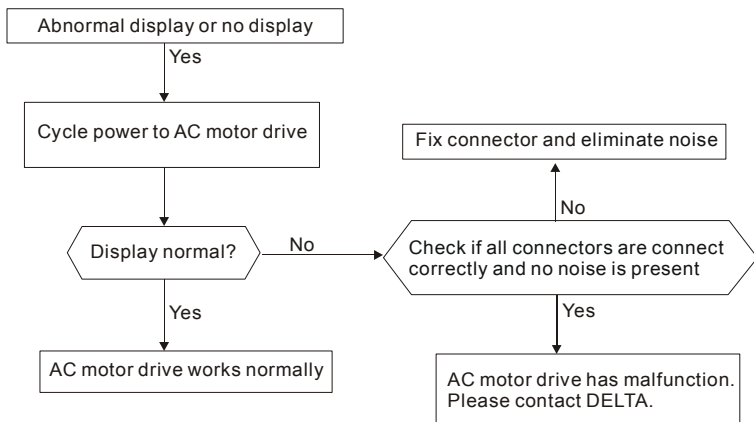 Abnormal display or no display
Yes
Cycle power to AC motor drive
Fix connector and eliminate noise
No
Display normal?
No
Check if all connectors are connect
correctly and no noise is present
Yes
Yes
AC motor drive works normally
AC motor drive has malfunction.
Please contact DELTA.